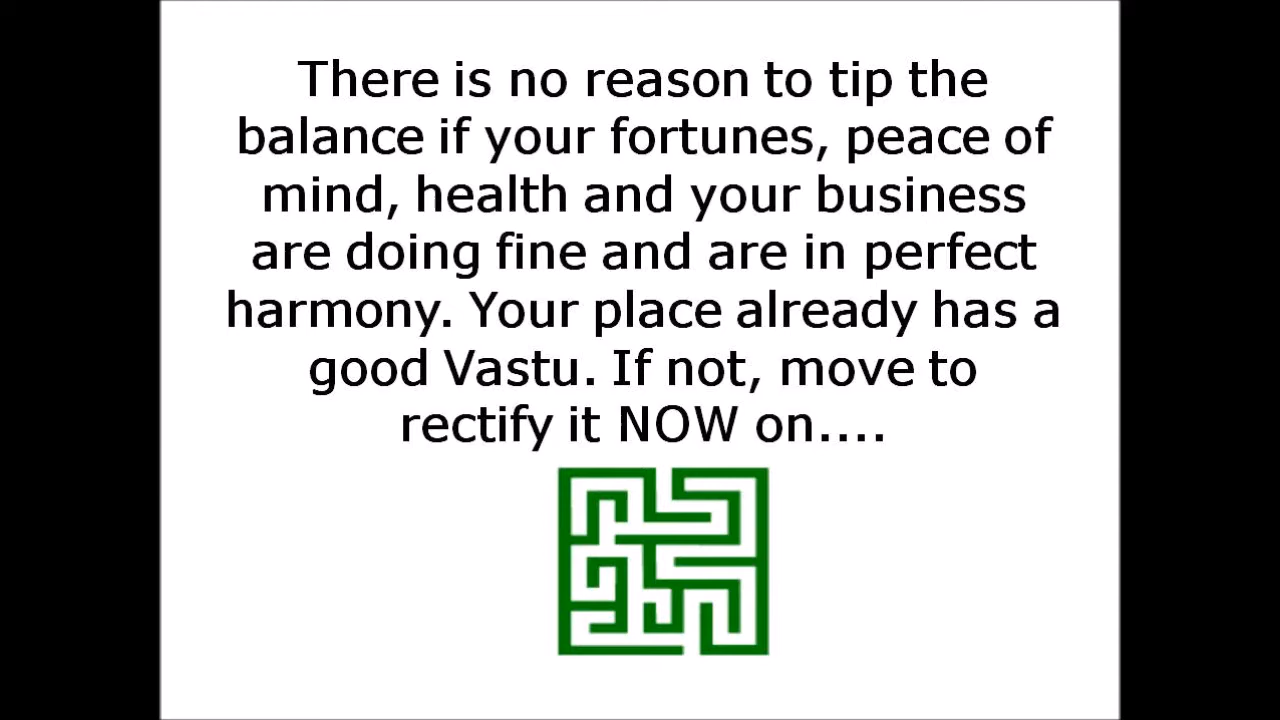 There is no reason to tip the
balance if your fortunes, peace of
mind, health and your business
are doing fine and are in perfect
harmony. Your place already has a
good Vastu. If not, move to
rectify it NOW on....